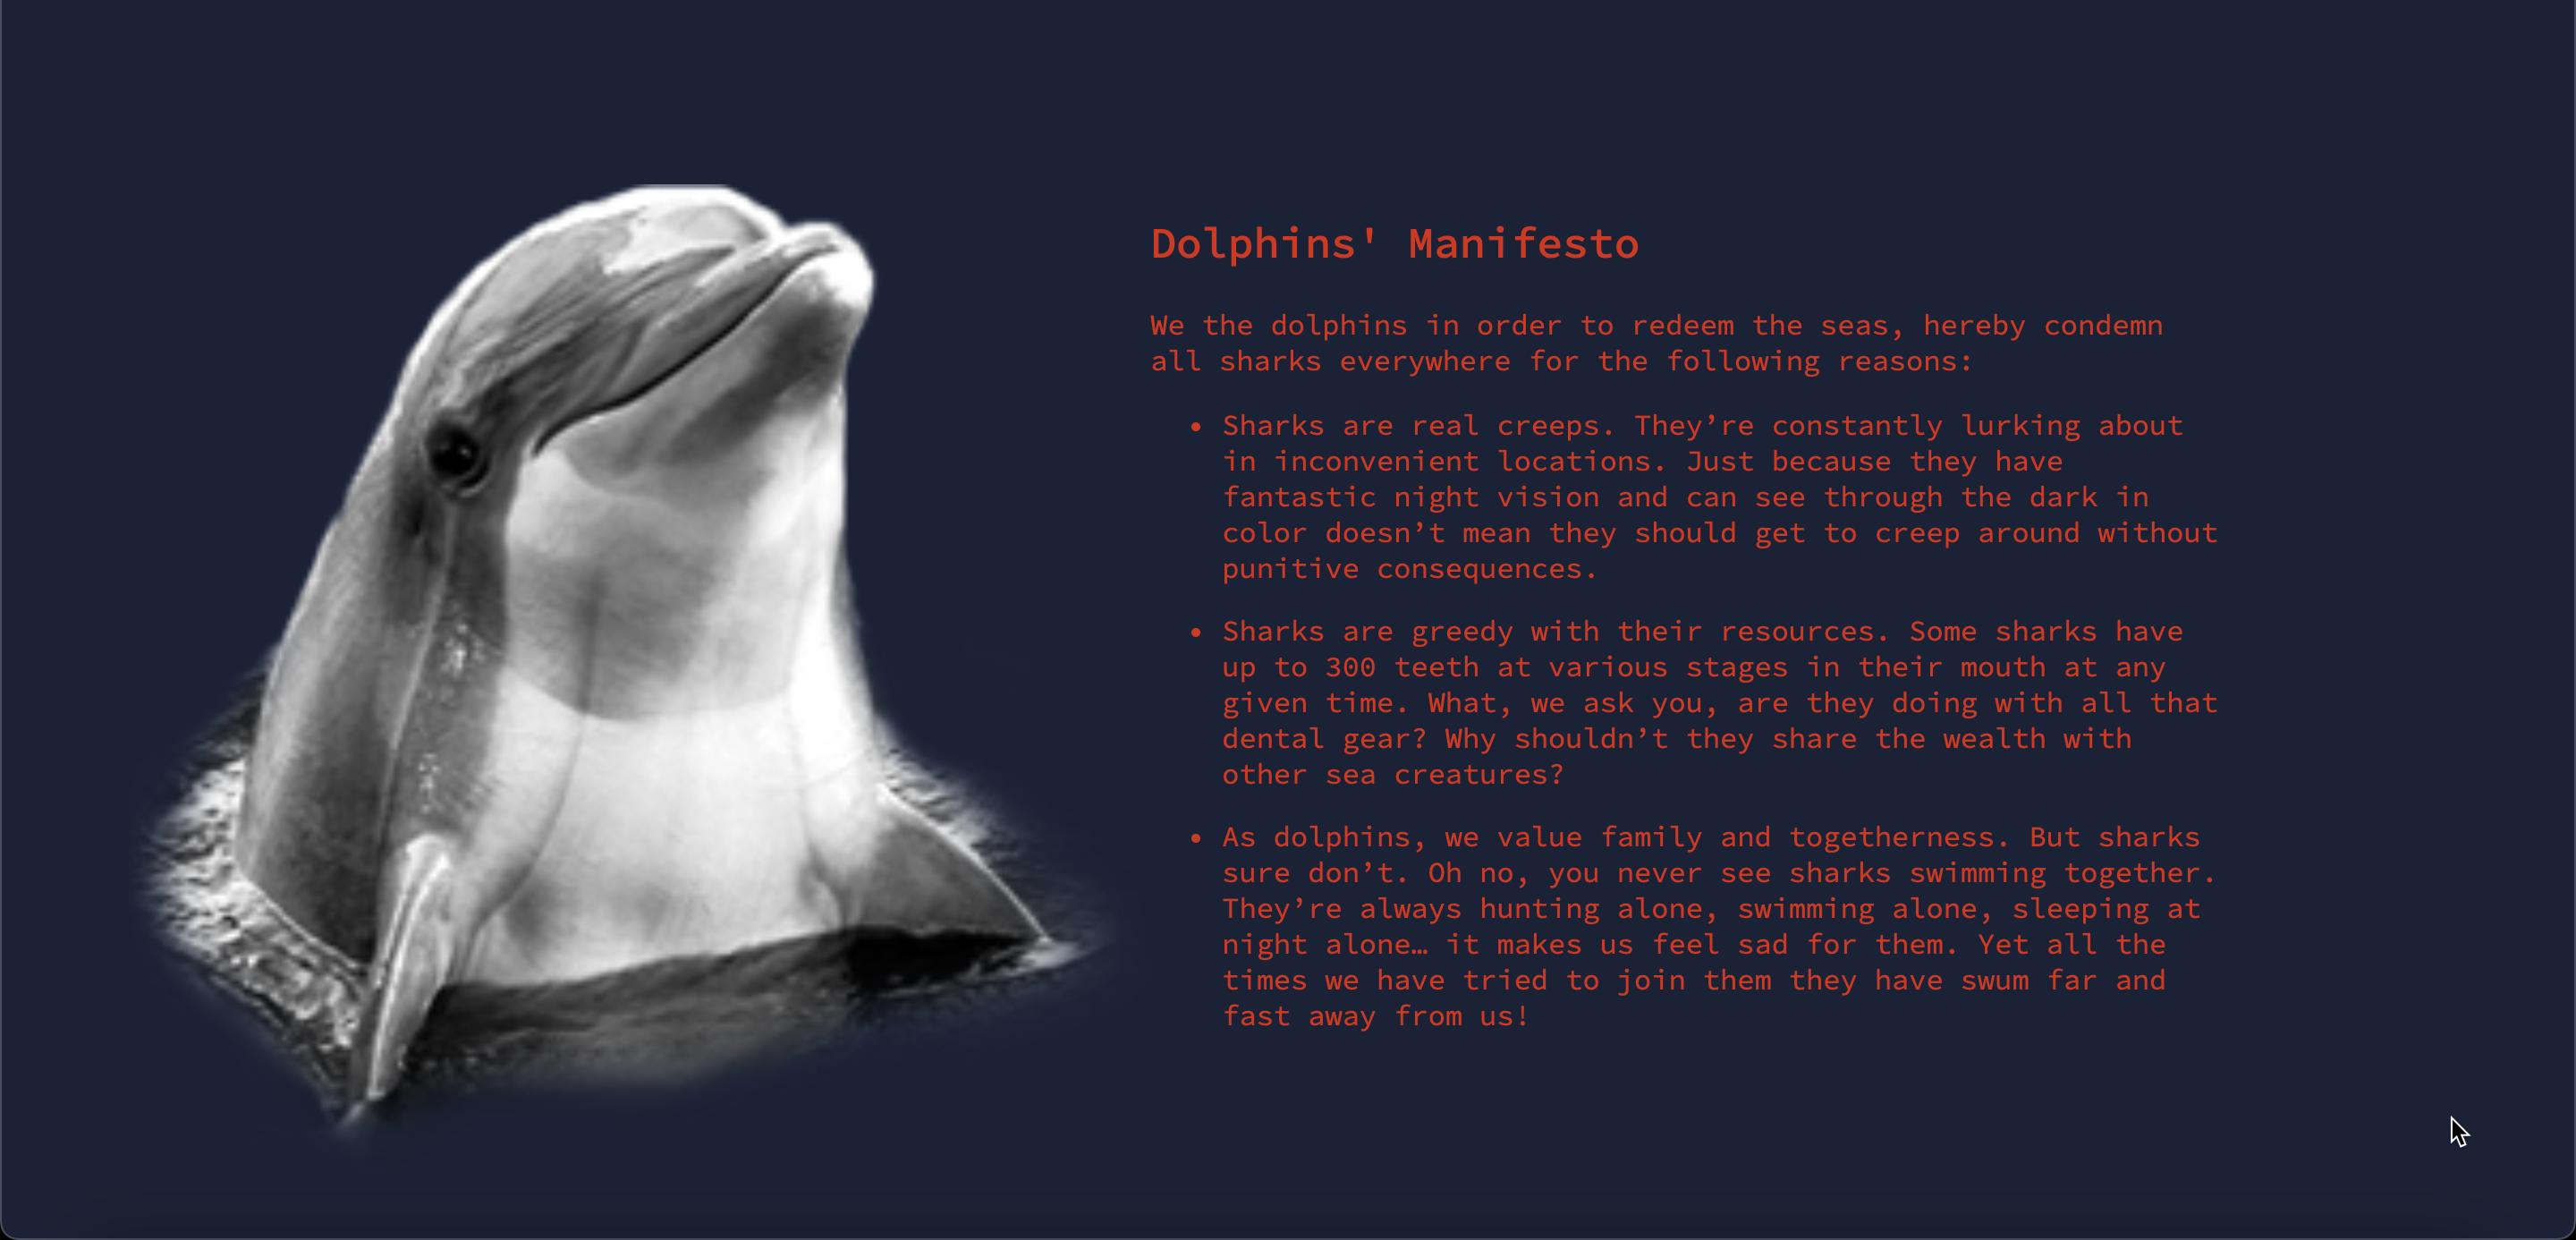 Dolphins' Manifesto
We the dolphins in order to redeem the seas, hereby condemn
all sharks everywhere for the following reasons:
• Sharks are real creeps. They’re constantly lurking about
in inconvenient locations. Just because they have
fantastic night vision and can see through the dark in
color doesn’t mean they should get to creep around without
punitive consequences.
• Sharks are greedy with their resources. Some sharks have
up to 300 teeth at various stages in their mouth at any
given time. What, we ask you, are they doing with all that
dental gear? Why shouldn’t they share the wealth with
other sea creatures?
• As dolphins, we value family and togetherness. But sharks
sure don’t. Oh no, you never see sharks swimming together.
They’re always hunting alone, swimming alone, sleeping at
night alone… it makes us feel sad for them. Yet all the
times we have tried to join them they have swum far and
fast away from us!